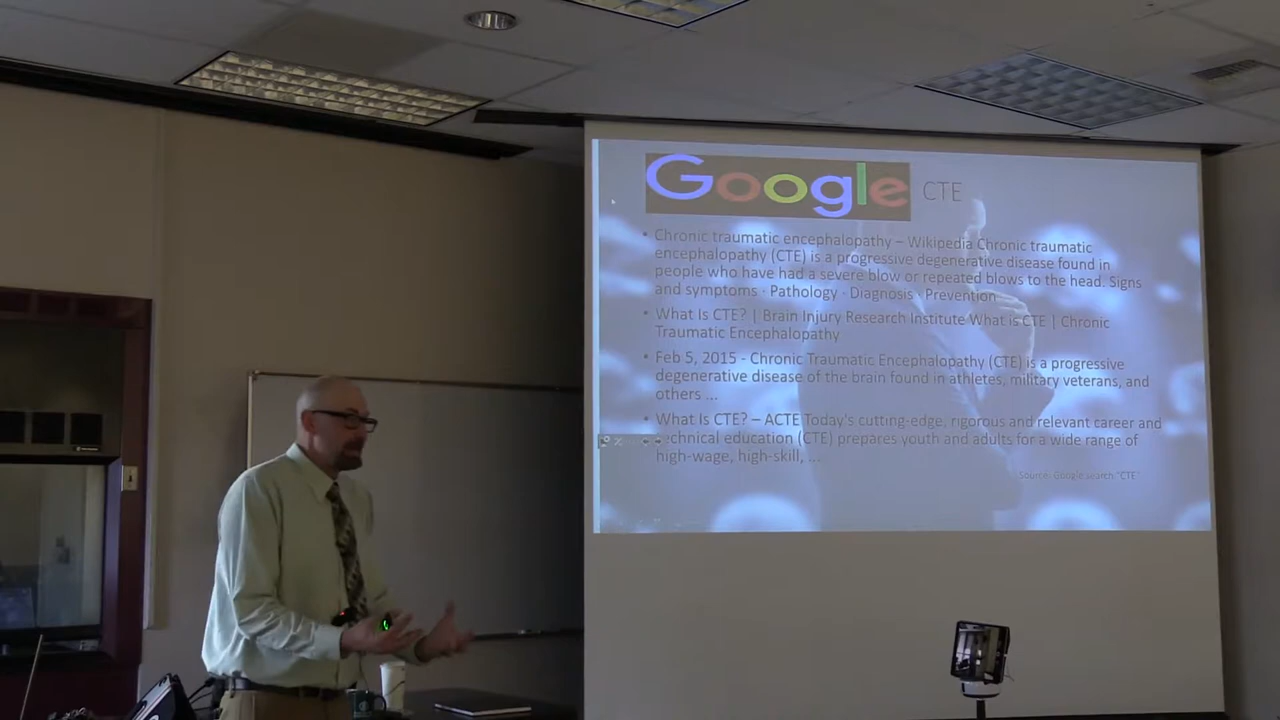 Google CTE
• Chronic traumatic encephalopathy – Wikipedia Chronic traumatic
encephalopathy (CTE) is a progressive degenerative disease found in
people who have had a severe blow or repeated blows to the head. Signs
and symptoms · Pathology · Diagnosis · Prevention
• What Is CTE? | Brain Injury Research Institute What is CTE | Chronic
Traumatic Encephalopathy
• Feb 5, 2015 - Chronic Traumatic Encephalopathy (CTE) is a progressive
degenerative disease of the brain found in athletes, military veterans, and
others ...
• What Is CTE? – ACTE Today's cutting-edge, rigorous and relevant career and
technical education (CTE) prepares youth and adults for a wide range of
high-wage, high-skill, ...
Source: Google search "CTE"